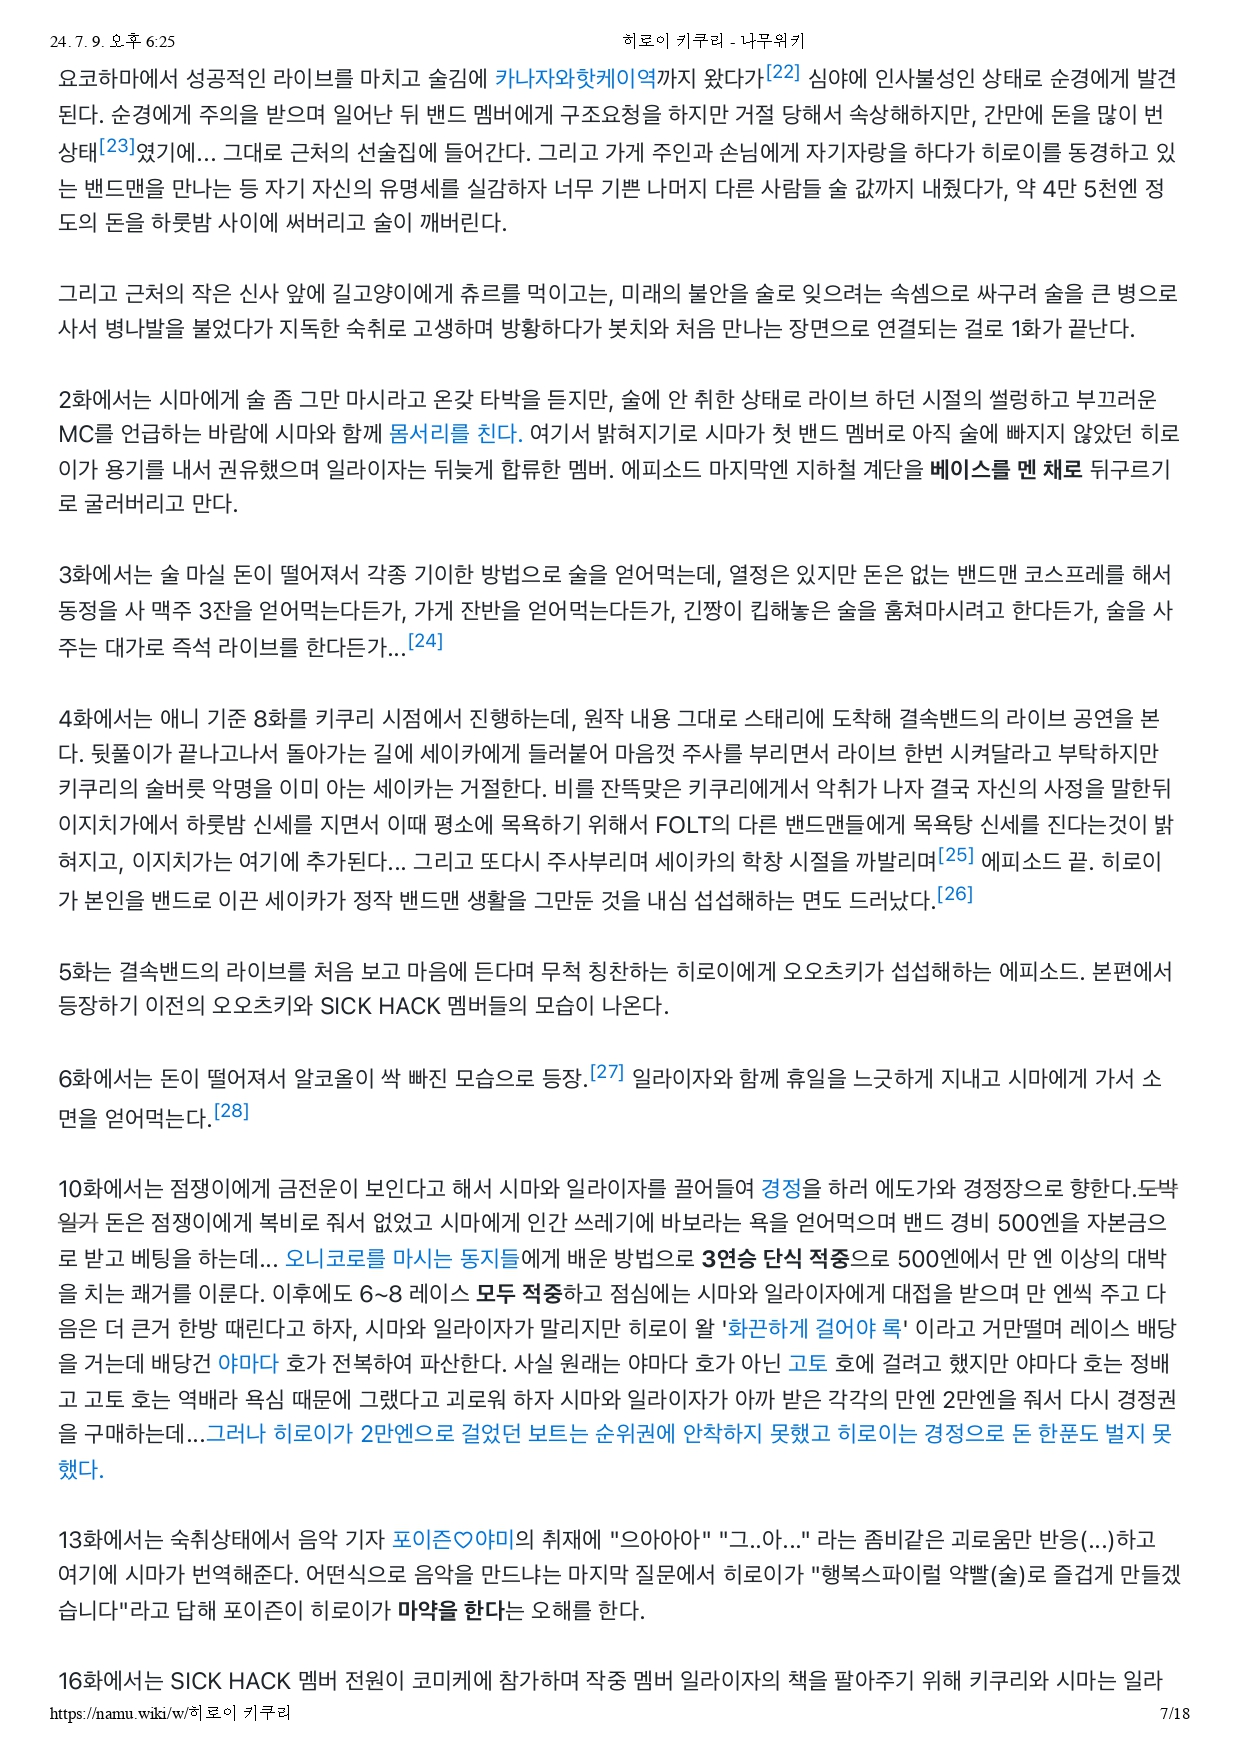 24. 7. 9. 오후 6:25
히로이 키쿠리 - 나무위키
요코하마에서 성공적인 라이브를 마치고 술김에 카나자와핫케이역까지 왔다가[22] 심야에 인사불성인 상태로 순경에게 발견
된다. 순경에게 주의을 받으며 일어난 뒤 밴드 멤버에게 구조요청을 하지만 거절 당해서 속상해하지만, 간만에 돈을 많이 번
상태[23]였기에... 그대로 근처의 선술집에 들어간다. 그리고 가게 주인과 손님에게 자기자랑을 하다가 히로이를 동경하고 있
는 밴드맨을 만나는 등 자기 자신의 유명세를 실감하자 너무 기쁜 나머지 다른 사람들 술 값까지 내줬다가, 약 4만 5천엔 정
도의 돈을 하룻밤 사이에 써버리고 술이 깨버린다.
그리고 근처의 작은 신사 앞에 길고양이에게 츄르를 먹이고는, 미래의 불안을 술로 잊으려는 속셈으로 싸구려 술을 큰 병으로
사서 병나발을 불었다가 지독한 숙취로 고생하며 방황하다가 봇치와 처음 만나는 장면으로 연결되는 걸로 1화가 끝난다.
2화에서는 시마에게 술 좀 그만 마시라고 온갖 타박을 듣지만, 술에 안 취한 상태로 라이브 하던 시절의 썰렁하고 부끄러운
MC를 언급하는 바람에 시마와 함께 몸서리를 친다. 여기서 밝혀지기로 시마가 첫 밴드 멤버로 아직 술에 빠지지 않았던 히로
이가 용기를 내서 권유했으며 일라이자는 뒤늦게 합류한 멤버. 에피소드 마지막엔 지하철 계단을 베이스를 멘 채로 뒤구르기
로 굴러버리고 만다.
3화에서는 술 마실 돈이 떨어져서 각종 기이한 방법으로 술을 얻어먹는데, 열정은 있지만 돈은 없는 밴드맨 코스프레를 해서
동정을 사 맥주 3잔을 얻어먹는다든가, 가게 잔반을 얻어먹는다든가, 긴짱이 킵해놓은 술을 훔쳐마시려고 한다든가, 술을 사
주는 대가로 즉석 라이브를 한다든가...[24]
4화에서는 애니 기준 8화를 키쿠리 시점에서 진행하는데, 원작 내용 그대로 스태리에 도착해 결속밴드의 라이브 공연을 본
다. 뒷풀이가 끝나고나서 돌아가는 길에 세이카에게 들러붙어 마음껏 주사를 부리면서 라이브 한번 시켜달라고 부탁하지만
키쿠리의 술버릇 악명을 이미 아는 세이카는 거절한다. 비를 잔뜩맞은 키쿠리에게서 악취가 나자 결국 자신의 사정을 말한뒤
이지치가에서 하룻밤 신세를 지면서 이때 평소에 목욕하기 위해서 FOLT의 다른 밴드맨들에게 목욕탕 신세를 진다는것이 밝
혀지고, 이지치가는 여기에 추가된다... 그리고 또다시 주사부리며 세이카의 학창 시절을 까발리며[25] 에피소드 끝. 히로이
가 본인을 밴드로 이끈 세이카가 정작 밴드맨 생활을 그만둔 것을 내심 섭섭해하는 면도 드러났다.[26]
5화는 결속밴드의 라이브를 처음 보고 마음에 든다며 무척 칭찬하는 히로이에게 오오츠키가 섭섭해하는 에피소드. 본편에서
등장하기 이전의 오오츠키와 SICK HACK 멤버들의 모습이 나온다.
6화에서는 돈이 떨어져서 알코올이 싹 빠진 모습으로 등장.[27] 일라이자와 함께 휴일을 느긋하게 지내고 시마에게 가서 소
면을 얻어먹는다.[28]
10화에서는 점쟁이에게 금전운이 보인다고 해서 시마와 일라이자를 끌어들여 경정을 하러 에도가와 경정장으로 향한다.도박
일기 돈은 점쟁이에게 복비로 줘서 없었고 시마에게 인간 쓰레기에 바보라는 욕을 얻어먹으며 밴드 경비 500엔을 자본금으
로 받고 베팅을 하는데... 오니코로를 마시는 동지들에게 배운 방법으로 3연승 단식 적중으로 500엔에서 만 엔 이상의 대박
을 치는 쾌거를 이룬다. 이후에도 6~8 레이스 모두 적중하고 점심에는 시마와 일라이자에게 대접을 받으며 만 엔씩 주고 다
음은 더 큰거 한방 때린다고 하자, 시마와 일라이자가 말리지만 히로이 왈 '화끈하게 걸어야 록' 이라고 거만떨며 레이스 배당
을 거는데 배당건 야마다 호가 전복하여 파산한다. 사실 원래는 야마다 호가 아닌 고토 호에 걸려고 했지만 야마다 호는 정배
고 고토 호는 역배라 욕심 때문에 그랬다고 괴로워 하자 시마와 일라이자가 아까 받은 각각의 만엔 2만엔을 줘서 다시 경정권
을 구매하는데...그러나 히로이가 2만엔으로 걸었던 보트는 순위권에 안착하지 못했고 히로이는 경정으로 돈 한푼도 벌지 못
했다.
13화에서는 숙취상태에서 음악 기자 포이즌♡야미의 취재에 "으아아아" "그..아..." 라는 좀비같은 괴로움만 반응(...)하고
여기에 시마가 번역해준다. 어떤식으로 음악을 만드냐는 마지막 질문에서 히로이가 "행복스파이럴 약빨(술)로 즐겁게 만들겠
습니다"라고 답해 포이즌이 히로이가 마약을 한다는 오해를 한다.
16화에서는 SICK HACK 멤버 전원이 코미케에 참가하며 작중 멤버 일라이자의 책을 팔아주기 위해 키쿠리와 시마는 일라
https://namu.wiki/w/히로이 키쿠리
7/18